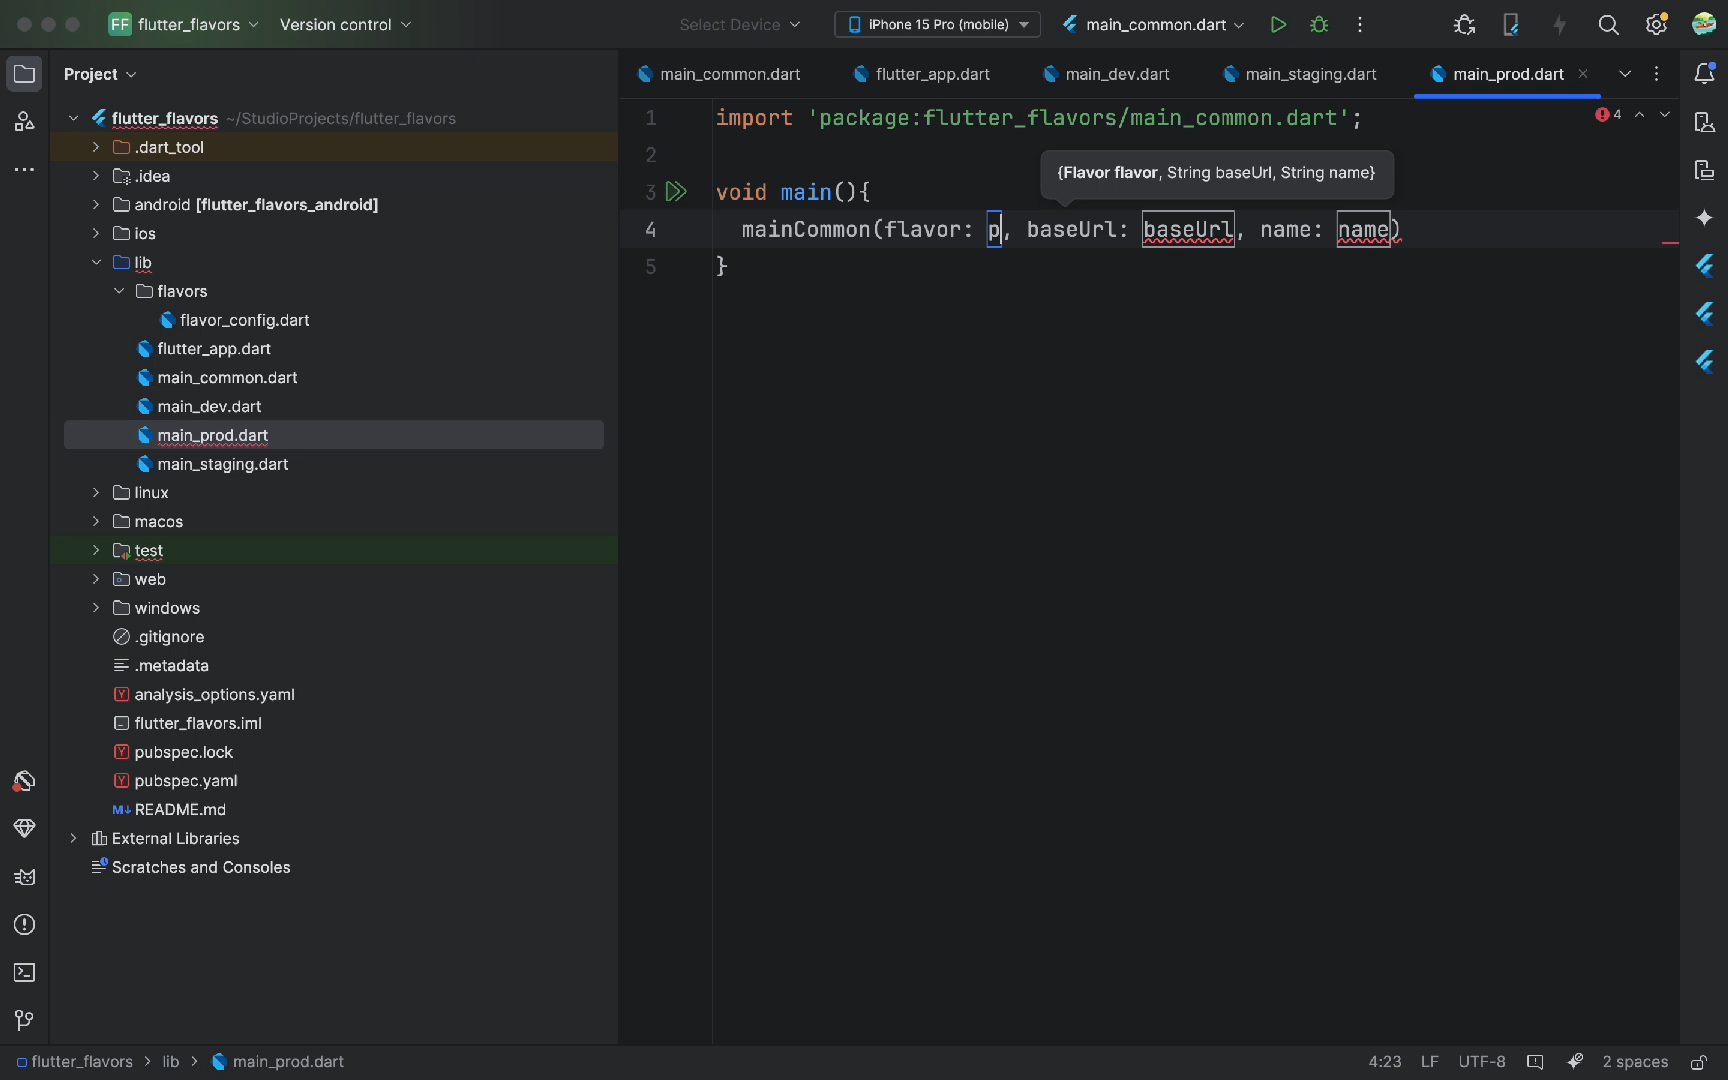 FF flutter_flavors Version control Select Device iPhone 15 Pro (mobile) main_common.dart
Project
main_common.dart flutter_app.dart main_dev.dart main_staging.dart main_prod.dart
flutter_flavors ~/StudioProjects/flutter_flavors
.dart_tool
.idea
android [flutter_flavors_android]
ios
lib
flavors
flavor_config.dart
flutter_app.dart
main_common.dart
main_dev.dart
main_prod.dart
main_staging.dart
linux
macos
test
web
windows
.gitignore
.metadata
Y analysis_options.yaml
flutter_flavors.iml
Y pubspec.lock
Y pubspec.yaml
M↓ README.md
External Libraries
Scratches and Consoles
1 import 'package:flutter_flavors/main_common.dart';
4
2
{Flavor flavor, String baseUrl, String name}
3 void main(){
4 mainCommon(flavor: p, baseUrl: baseUrl, name: name)
5 }
flutter_flavors > lib > main_prod.dart
4:23 LF UTF-8 2 spaces